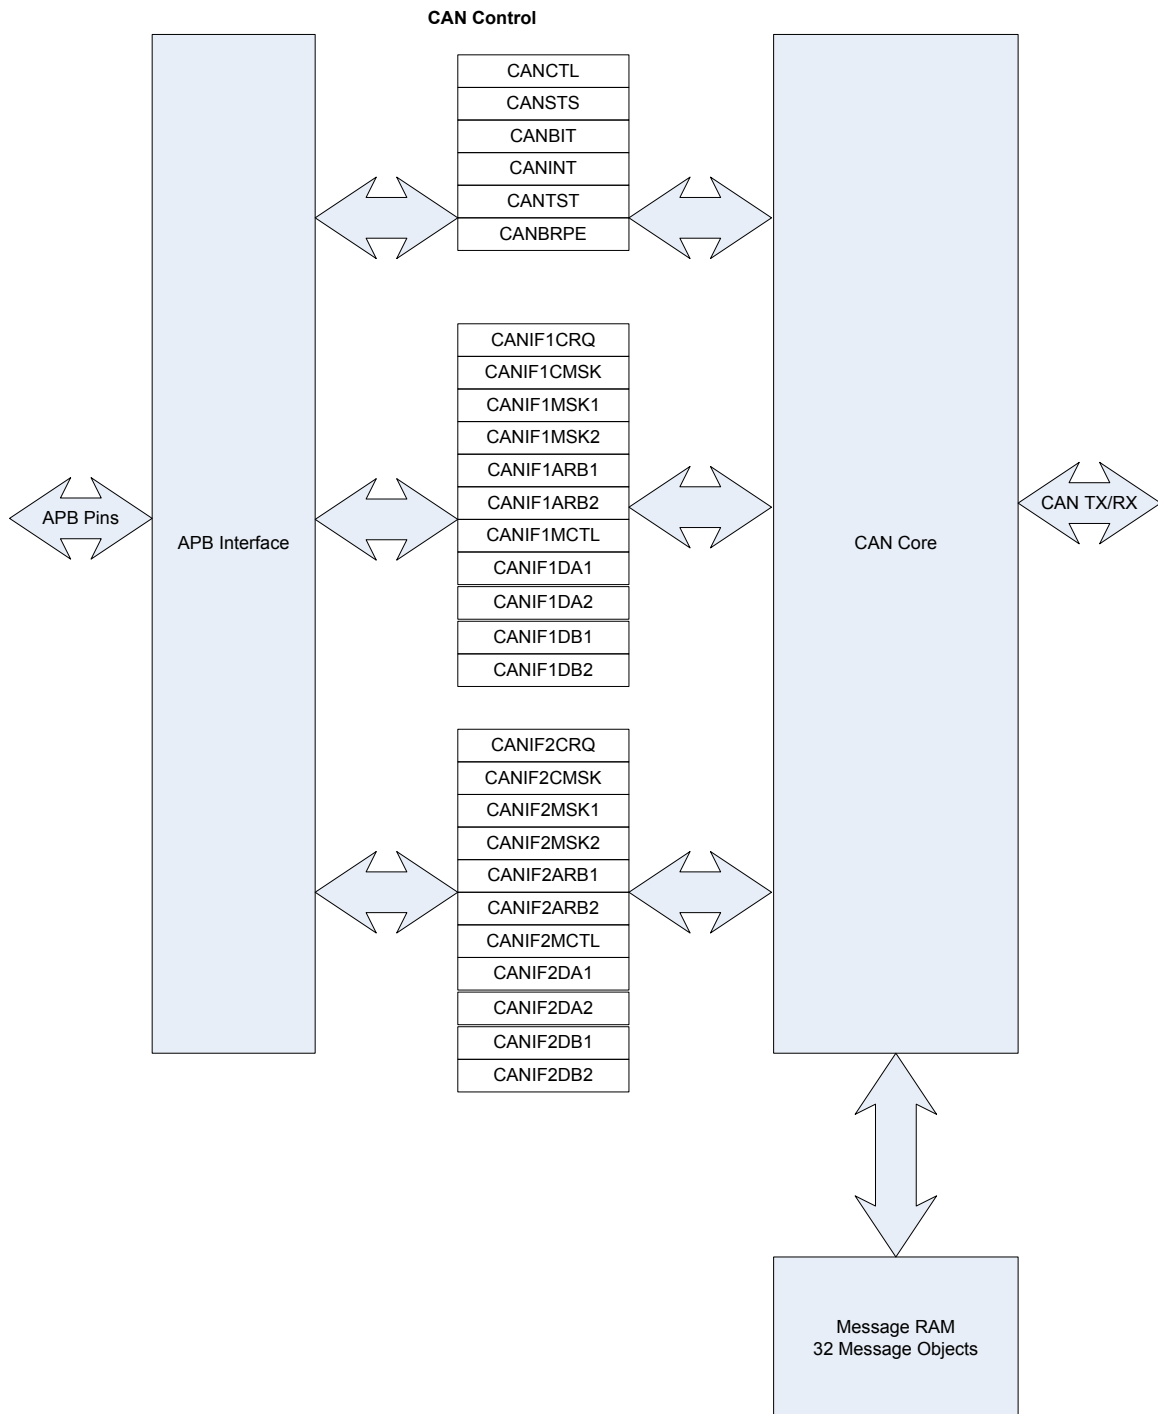 CAN Control
CANCTL
CANSTS
CANBIT
CANINT
CANTST
CANBRPE
CANIF1CRQ
CANIF1CMSK
CANIF1MSK1
CANIF1MSK2
CANIF1ARB1
CANIF1ARB2
CANIF1MCTL
CANIF1DA1
CANIF1DA2
CANIF1DB1
CANIF1DB2
APB Pins
APB Interface
CAN Core
CAN TX/RX
CANIF2CRQ
CANIF2CMSK
CANIF2MSK1
CANIF2MSK2
CANIF2ARB1
CANIF2ARB2
CANIF2MCTL
CANIF2DA1
CANIF2DA2
CANIF2DB1
CANIF2DB2
Message RAM
32 Message Objects